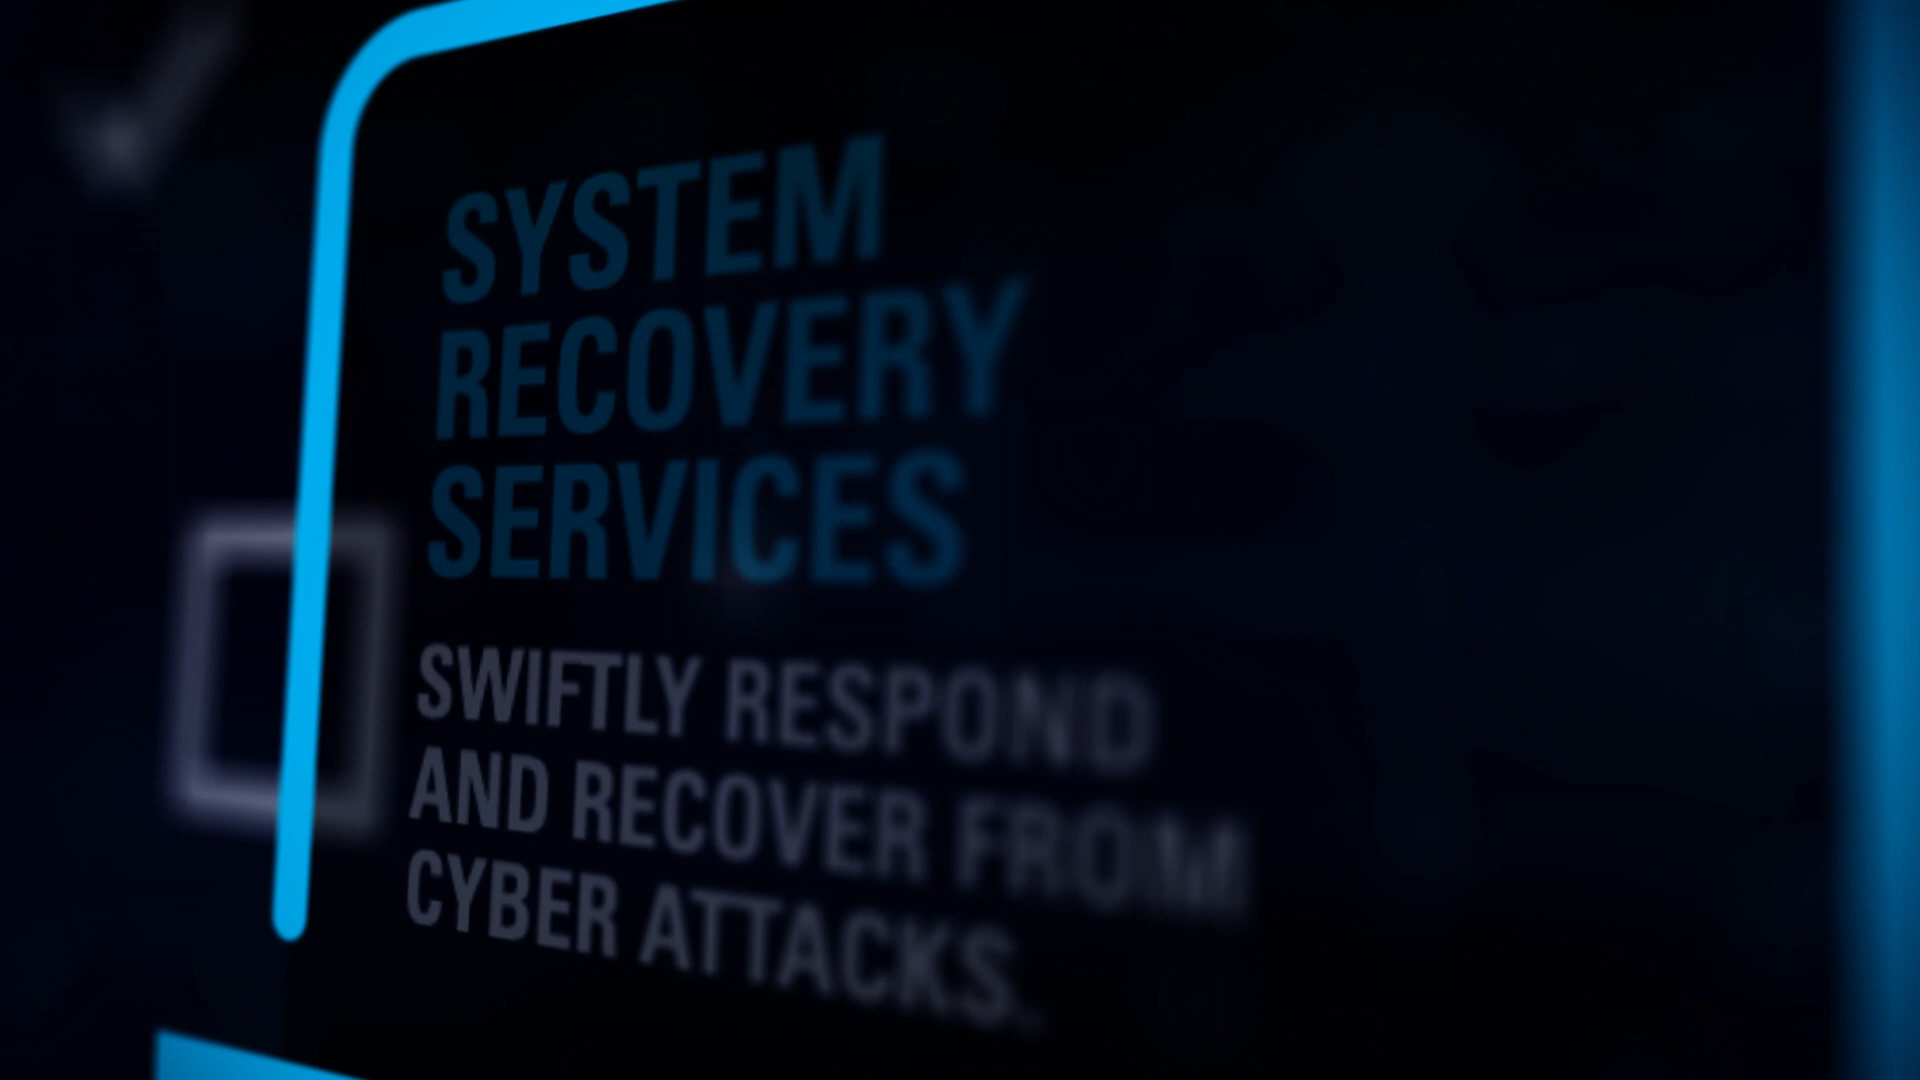 SYSTEM
RECOVERY
SERVICES
SWIFTLY RESPOND
AND RECOVER FROM
CYBER ATTACKS.